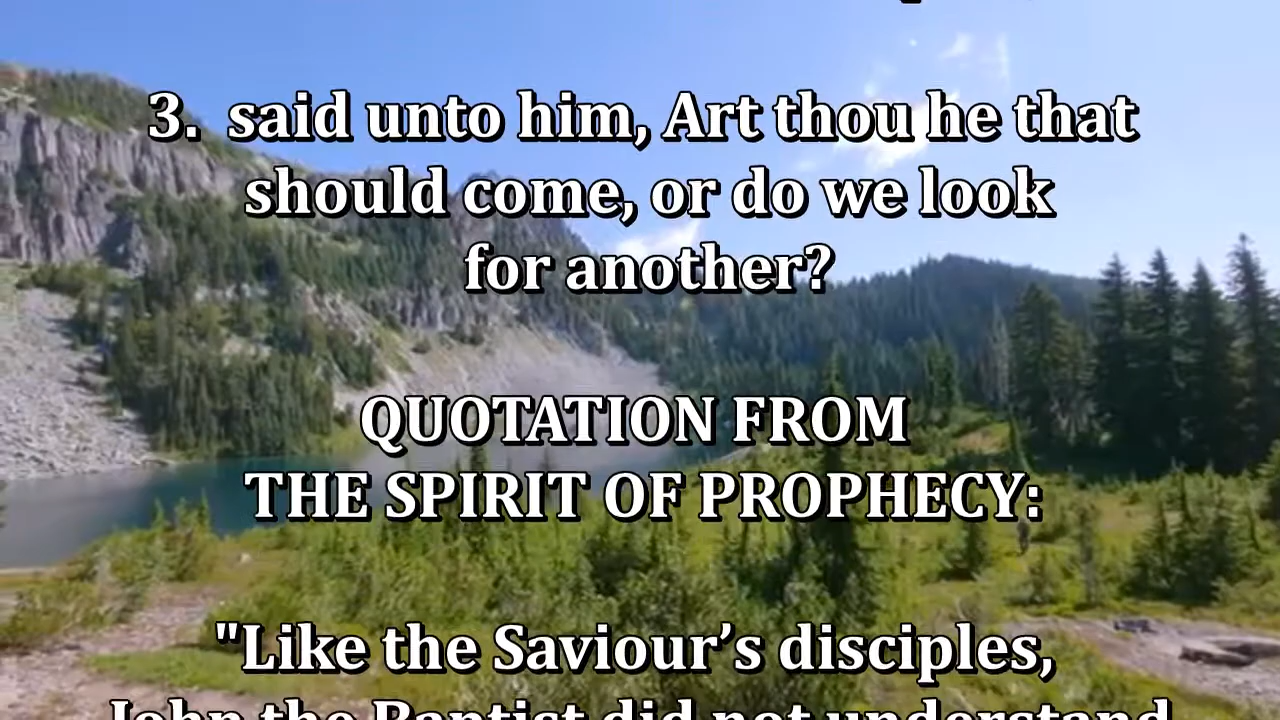 3. said unto him, Art thou he that
should come, or do we look
for another?
QUOTATION FROM
THE SPIRIT OF PROPHECY:
"Like the Saviour’s disciples,
John the Baptist did not understand